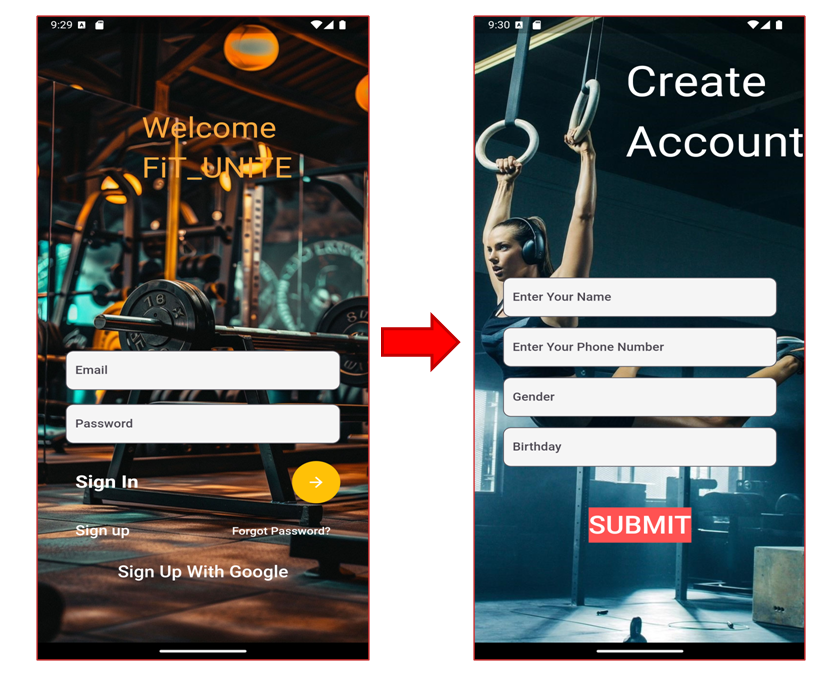 9:29
Welcome
FiT_UNITE
Email
Password
Sign In
Sign up
Forgot Password?
Sign Up With Google
9:30
Create
Account
Enter Your Name
Enter Your Phone Number
Gender
Birthday
SUBMIT